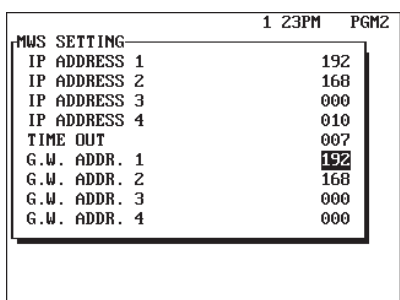 1 23PM PGM2
MWS SETTING
IP ADDRESS 1 192
IP ADDRESS 2 168
IP ADDRESS 3 000
IP ADDRESS 4 010
TIME OUT 007
G.W. ADDR. 1 192
G.W. ADDR. 2 168
G.W. ADDR. 3 000
G.W. ADDR. 4 000